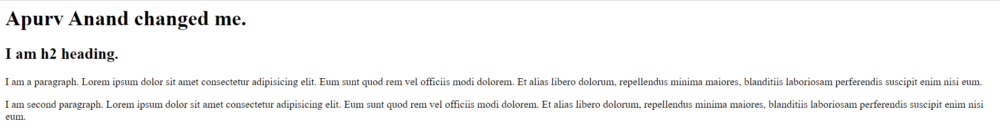 Apurv Anand changed me.
I am h2 heading.
I am a paragraph. Lorem ipsum dolor sit amet consectetur adipisicing elit. Eum sunt quod rem vel officiis modi dolorem. Et alias libero dolorum, repellendus minima maiores, blanditiis laboriosam perferendis suscipit enim nisi eum.
I am second paragraph. Lorem ipsum dolor sit amet consectetur adipisicing elit. Eum sunt quod rem vel officiis modi dolorem. Et alias libero dolorum, repellendus minima maiores, blanditiis laboriosam perferendis suscipit enim nisi
eum.